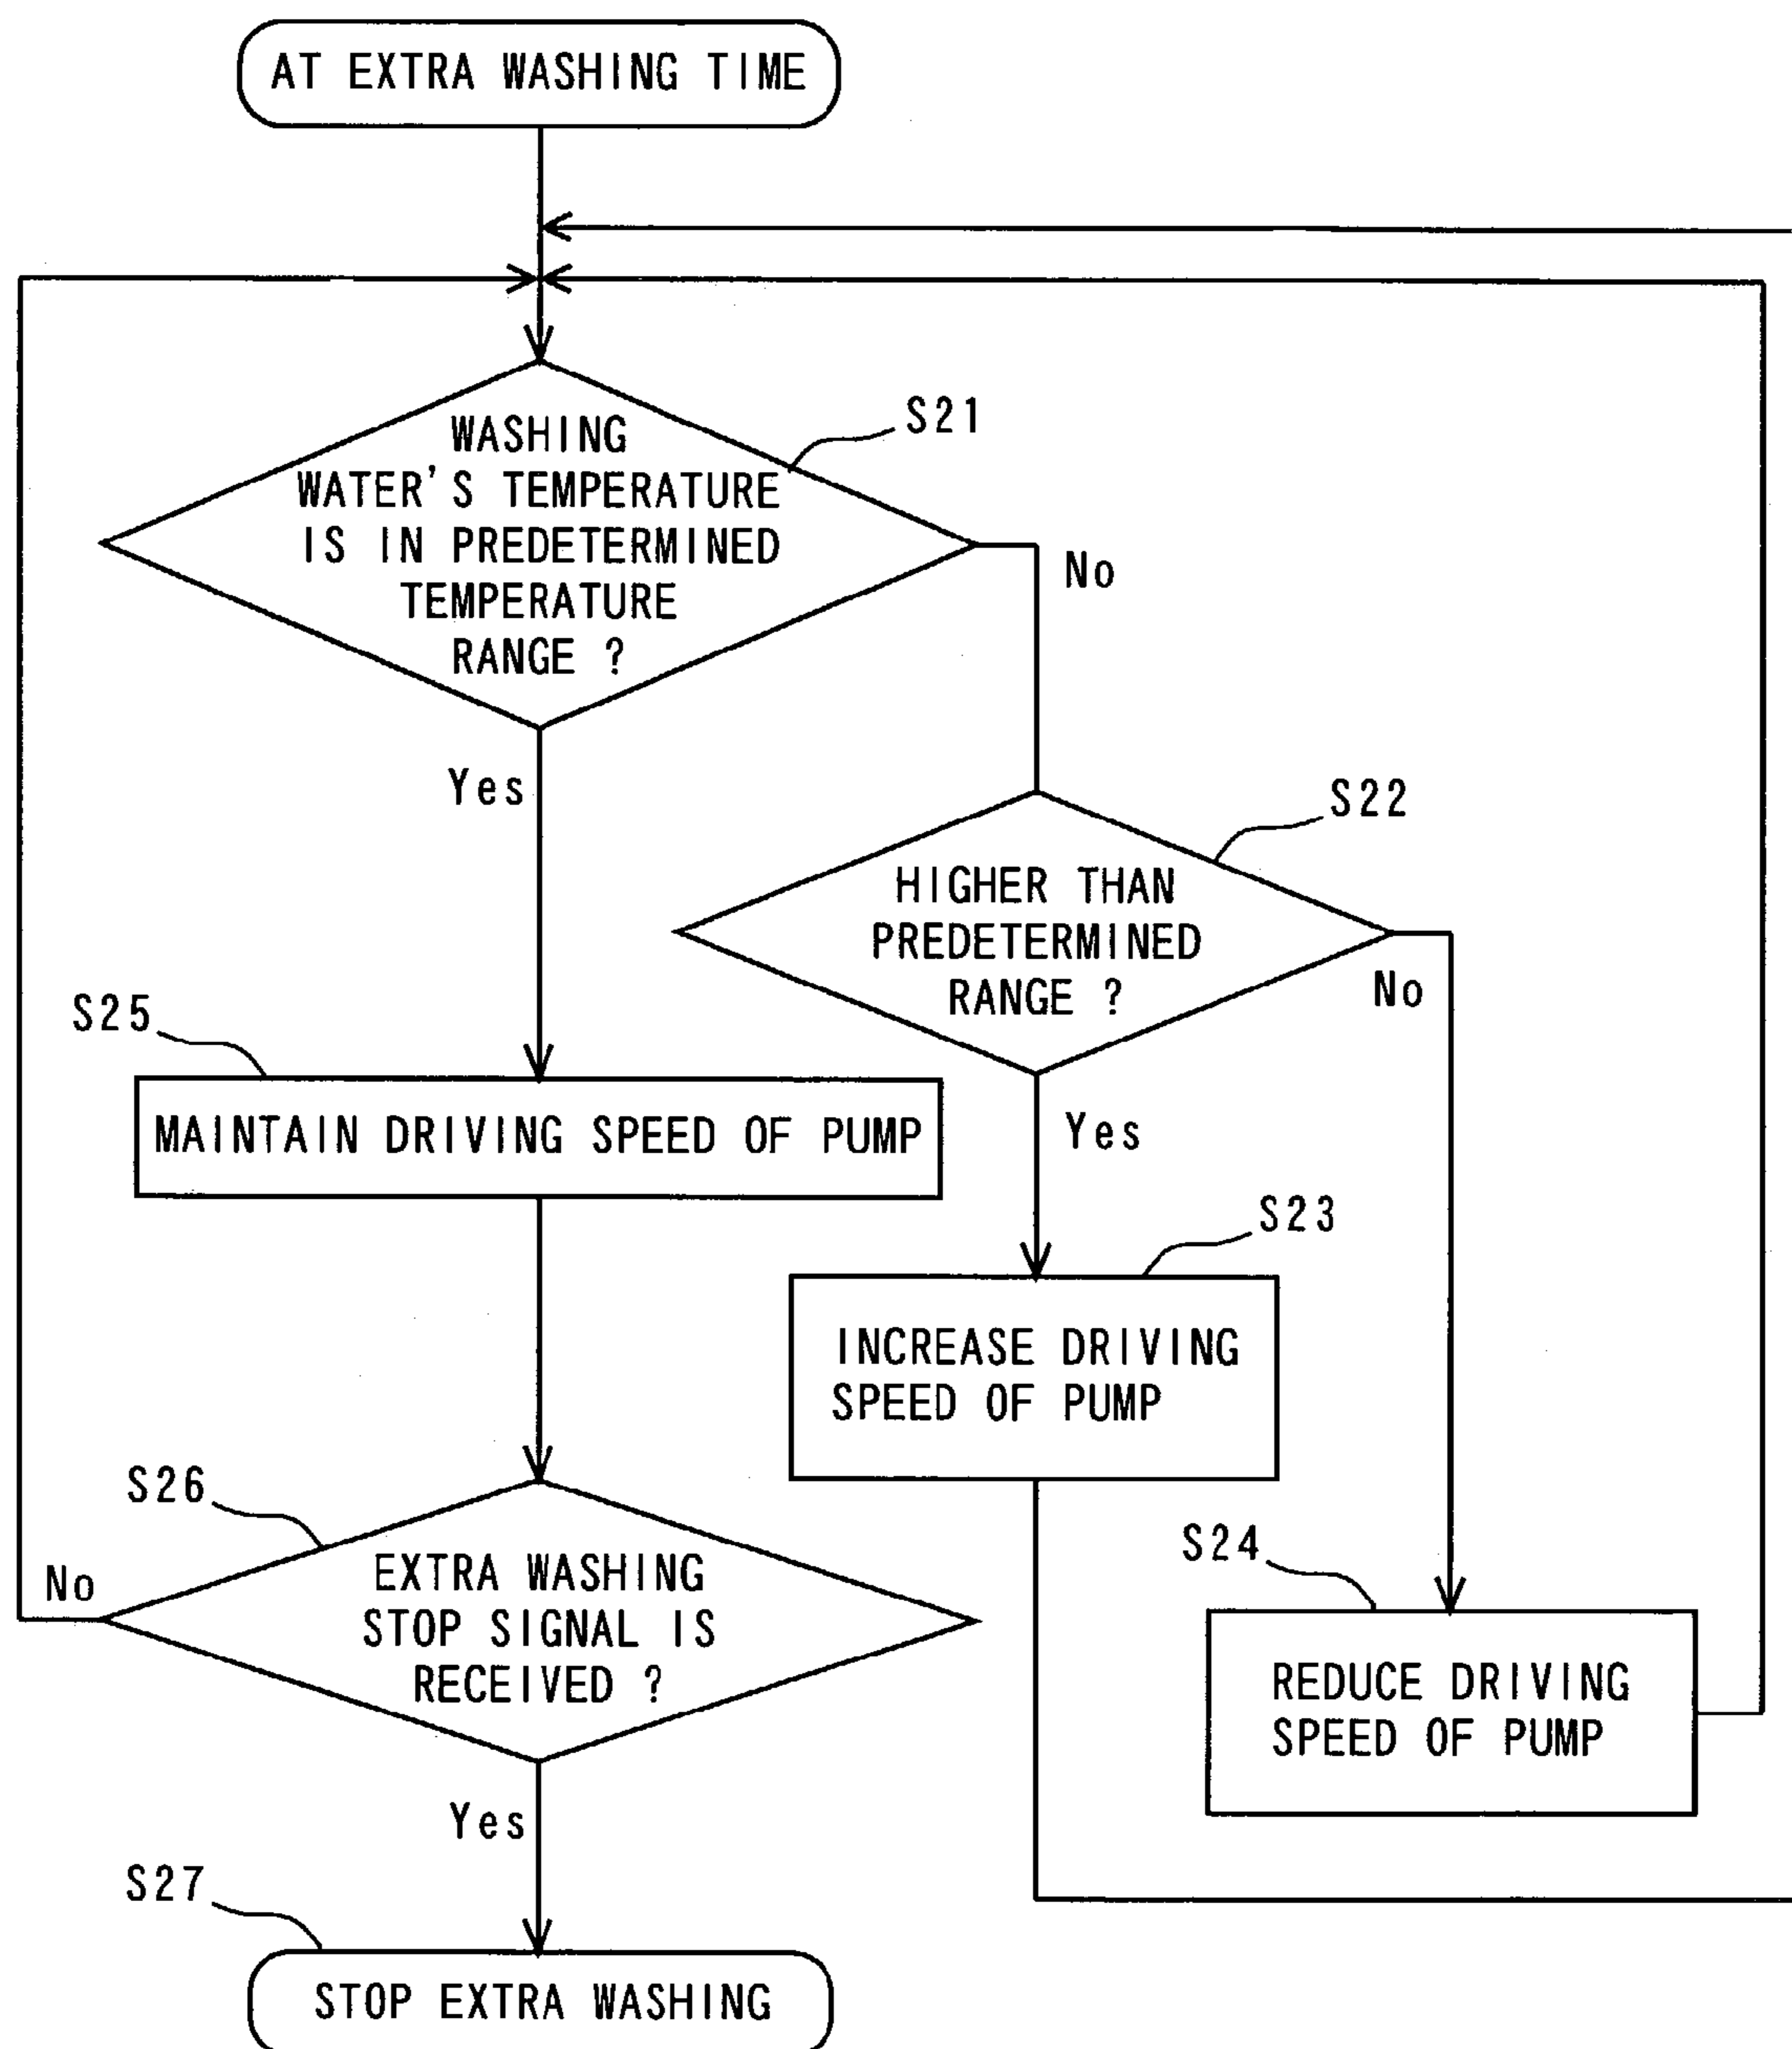 AT EXTRA WASHING TIME
S21
WASHING
WATER'S TEMPERATURE
IS IN PREDETERMINED
TEMPERATURE
RANGE ?
No
Yes
S22
HIGHER THAN
PREDETERMINED
RANGE ?
No
Yes
S25
MAINTAIN DRIVING SPEED OF PUMP
S23
INCREASE DRIVING
SPEED OF PUMP
S26
EXTRA WASHING
STOP SIGNAL IS
RECEIVED ?
No
Yes
S24
REDUCE DRIVING
SPEED OF PUMP
S27
STOP EXTRA WASHING